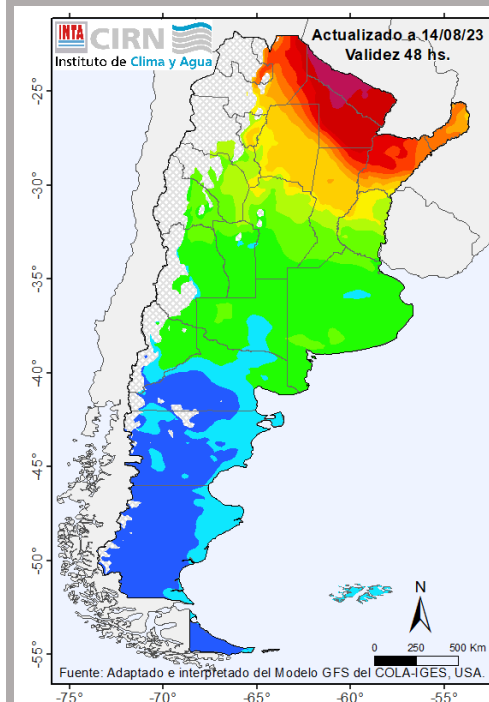 INTA CIRN
Instituto de Clima y Agua
Actualizado a 14/08/23
Validez 48 hs.
-25°
-30°
-35°
-40°
-45°
-50°
-55°
N
0 250 500 Km
Fuente: Adaptado e interpretado del Modelo GFS del COLA-IGES, USA.
-75° -70° -65° -60° -55°